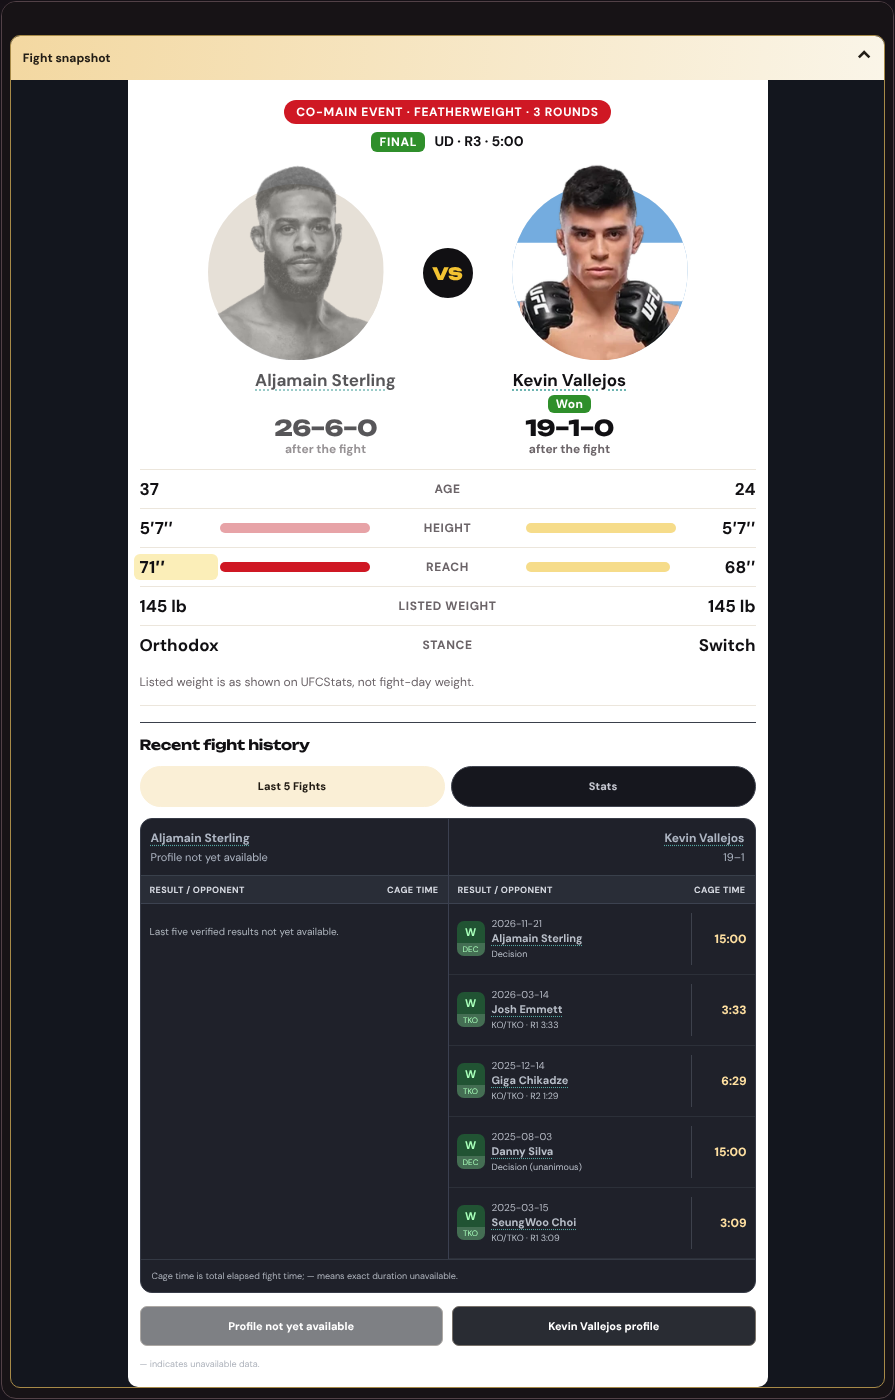 Fight snapshot
CO-MAIN EVENT · FEATHERWEIGHT · 3 ROUNDS
FINAL UD · R3 · 5:00
VS
UFC UFC
Aljamain Sterling Kevin Vallejos
Won
26-6-0 19-1-0
after the fight after the fight
37 AGE 24
5'7'' HEIGHT 5'7''
71'' REACH 68''
145 lb LISTED WEIGHT 145 lb
Orthodox STANCE Switch
Listed weight is as shown on UFCStats, not fight-day weight.
Recent fight history
Last 5 Fights Stats
Aljamain Sterling Kevin Vallejos
Profile not yet available 19–1
RESULT / OPPONENT CAGE TIME RESULT / OPPONENT CAGE TIME
Last five verified results not yet available.
2026-11-21
W Aljamain Sterling 15:00
DEC Decision
2026-03-14
W Josh Emmett 3:33
TKO KO/TKO · R1 3:33
2025-12-14
W Giga Chikadze 6:29
TKO KO/TKO · R2 1:29
2025-08-03
W Danny Silva 15:00
DEC Decision (unanimous)
2025-03-15
W SeungWoo Choi 3:09
TKO KO/TKO · R1 3:09
Cage time is total elapsed fight time; — means exact duration unavailable.
Profile not yet available Kevin Vallejos profile
— indicates unavailable data.